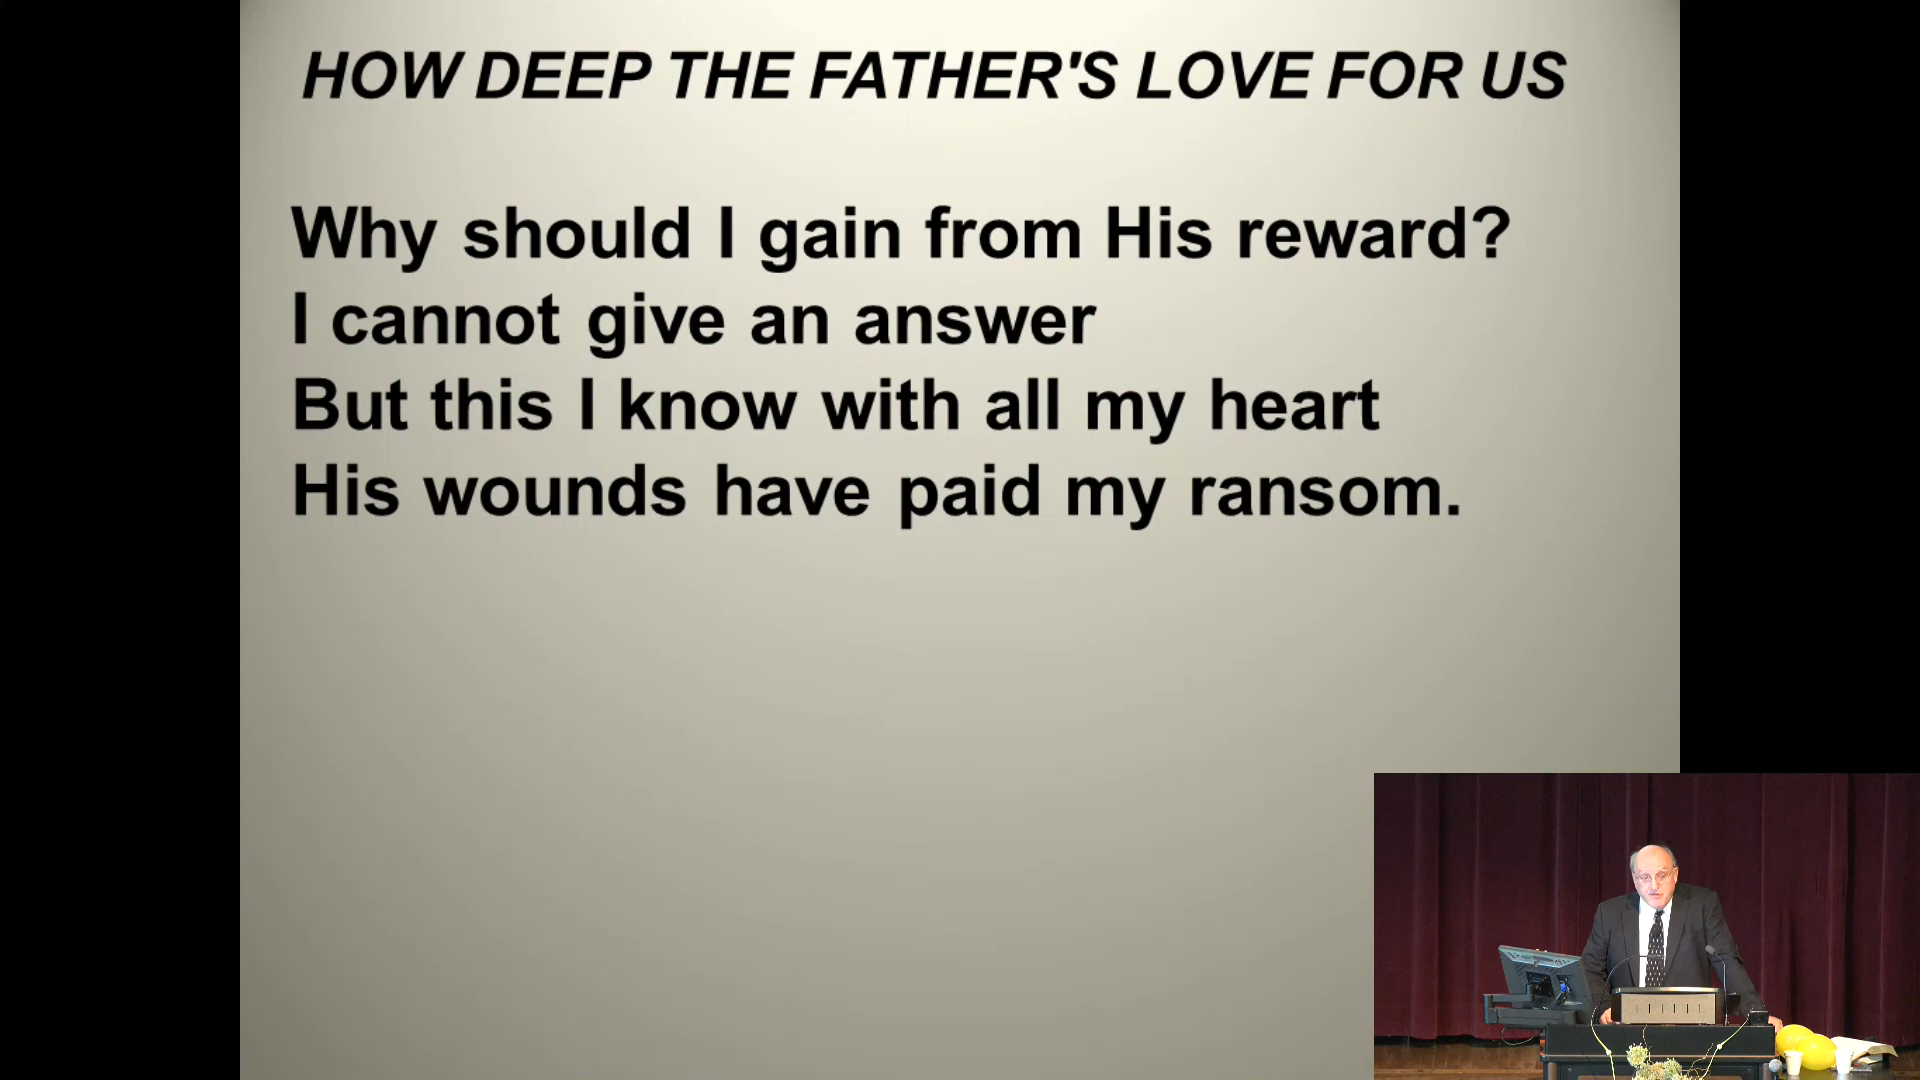 HOW DEEP THE FATHER'S LOVE FOR US
Why should I gain from His reward?
I cannot give an answer
But this I know with all my heart
His wounds have paid my ransom.